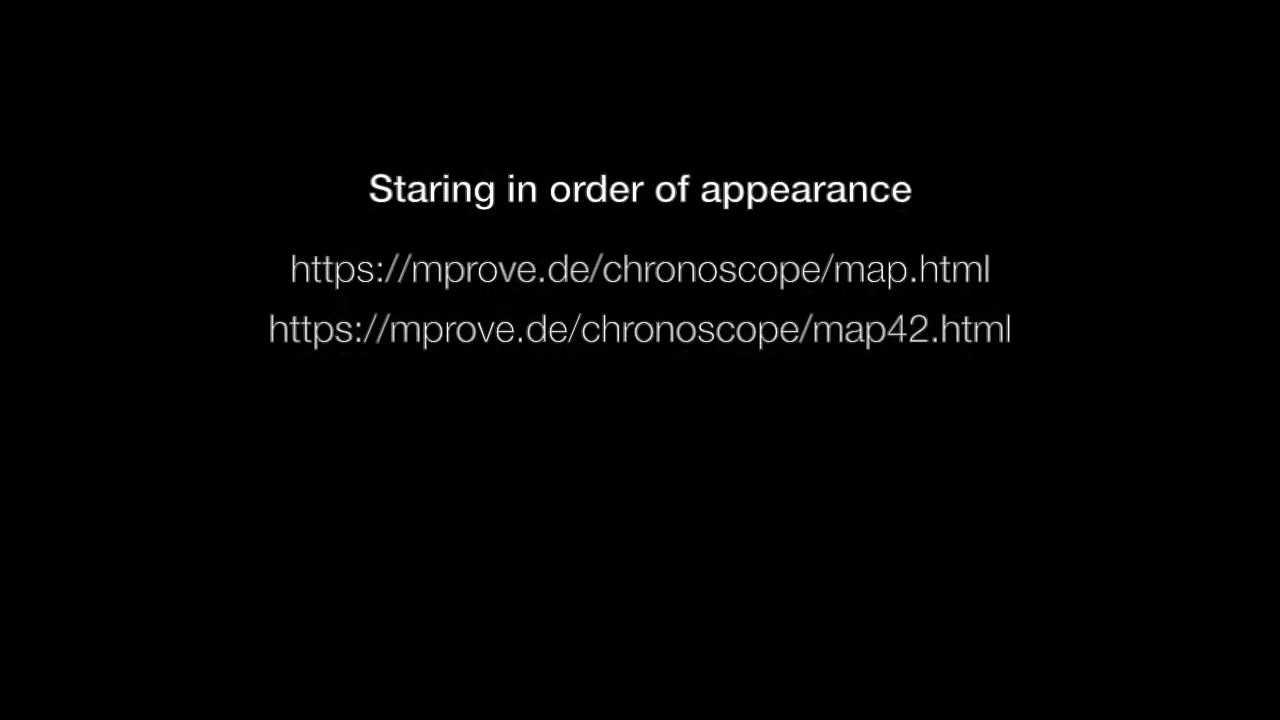 Staring in order of appearance
https://mprove.de/chronoscope/map.html
https://mprove.de/chronoscope/map42.html